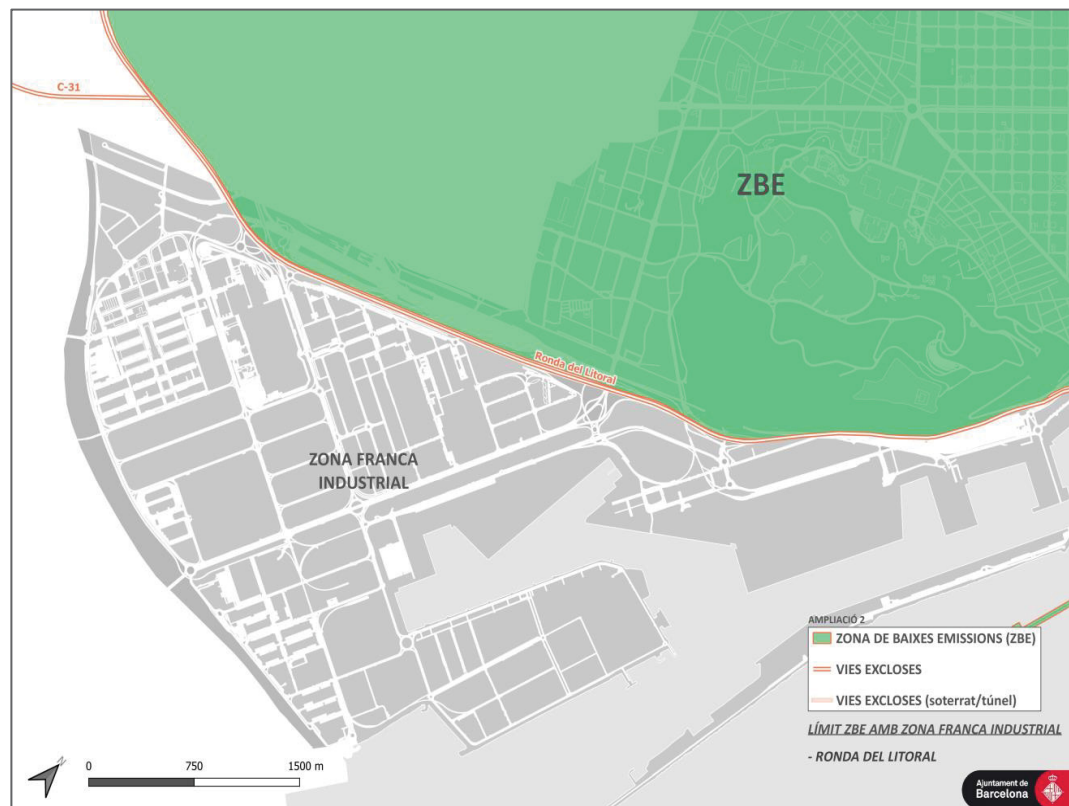 C-31
ZBE
Ronda del Litoral
ZONA FRANCA
INDUSTRIAL
AMPLIACIÓ 2
ZONA DE BAIXES EMISSIONS (ZBE)
VIES EXCLOSES
VIES EXCLOSES (soterrat/túnel)
LÍMIT ZBE AMB ZONA FRANCA INDUSTRIAL
- RONDA DEL LITORAL
N
0 750 1500 m
Ajuntament de
Barcelona